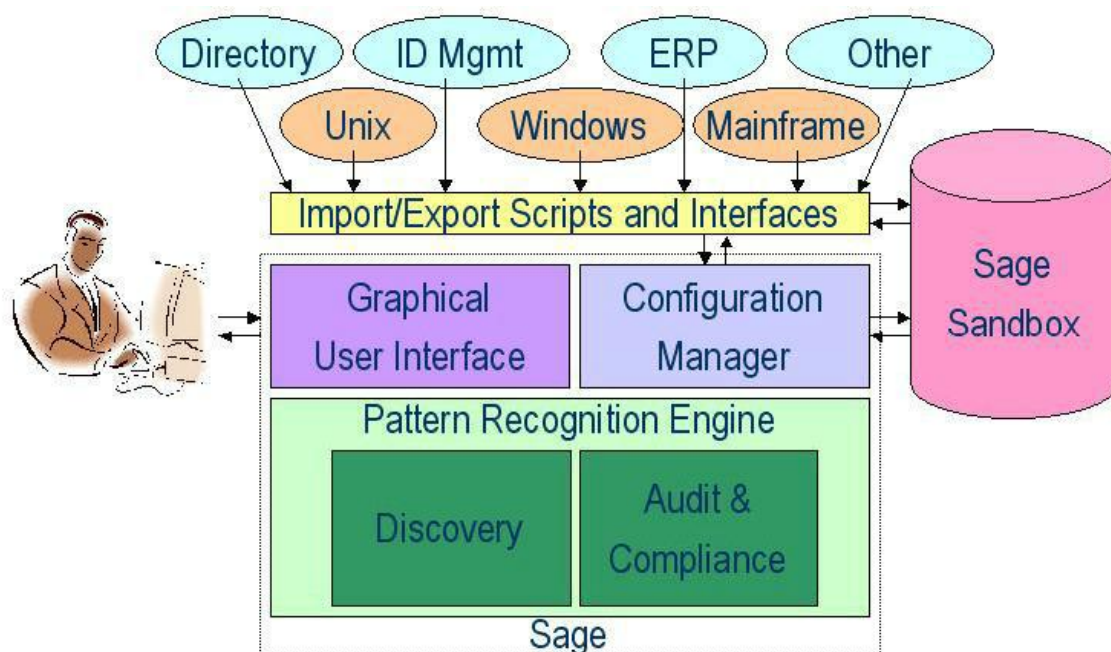 Directory
ID Mgmt
ERP
Other
Unix
Windows
Mainframe
Import/Export Scripts and Interfaces
Graphical
User Interface
Configuration
Manager
Sage
Sandbox
Pattern Recognition Engine
Discovery
Audit &
Compliance
Sage